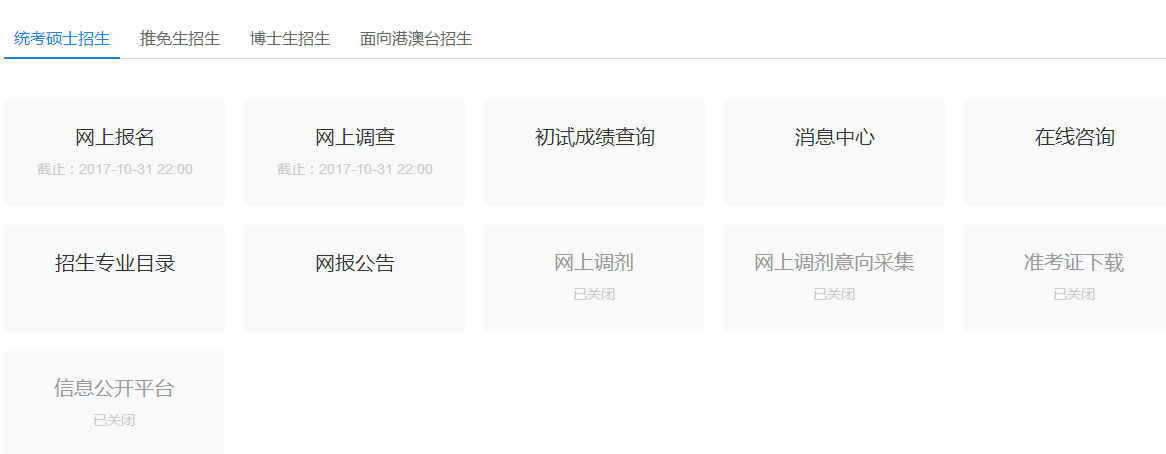 统考硕士招生 推免生招生 博士生招生 面向港澳台招生
网上报名 网上调查 初试成绩查询 消息中心 在线咨询
截止：2017-10-31 22:00 截止：2017-10-31 22:00
招生专业目录 网报公告 网上调剂 网上调剂意向采集 准考证下载
已关闭 已关闭 已关闭
信息公开平台
已关闭